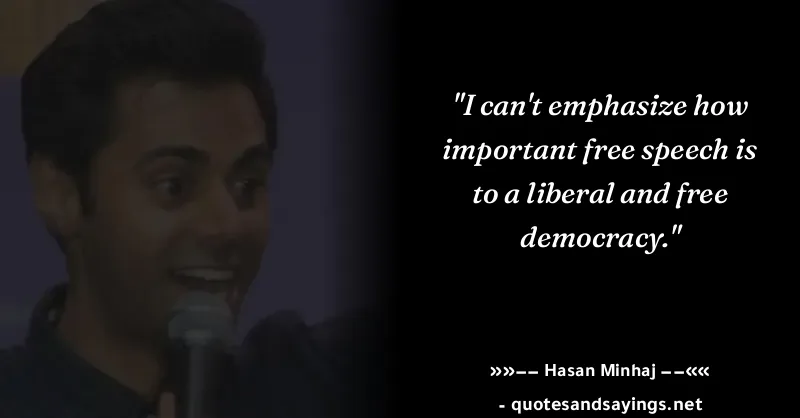 "I can't emphasize how
important free speech is
to a liberal and free
democracy."
»»−− Hasan Minhaj −−««
- quotesandsayings.net